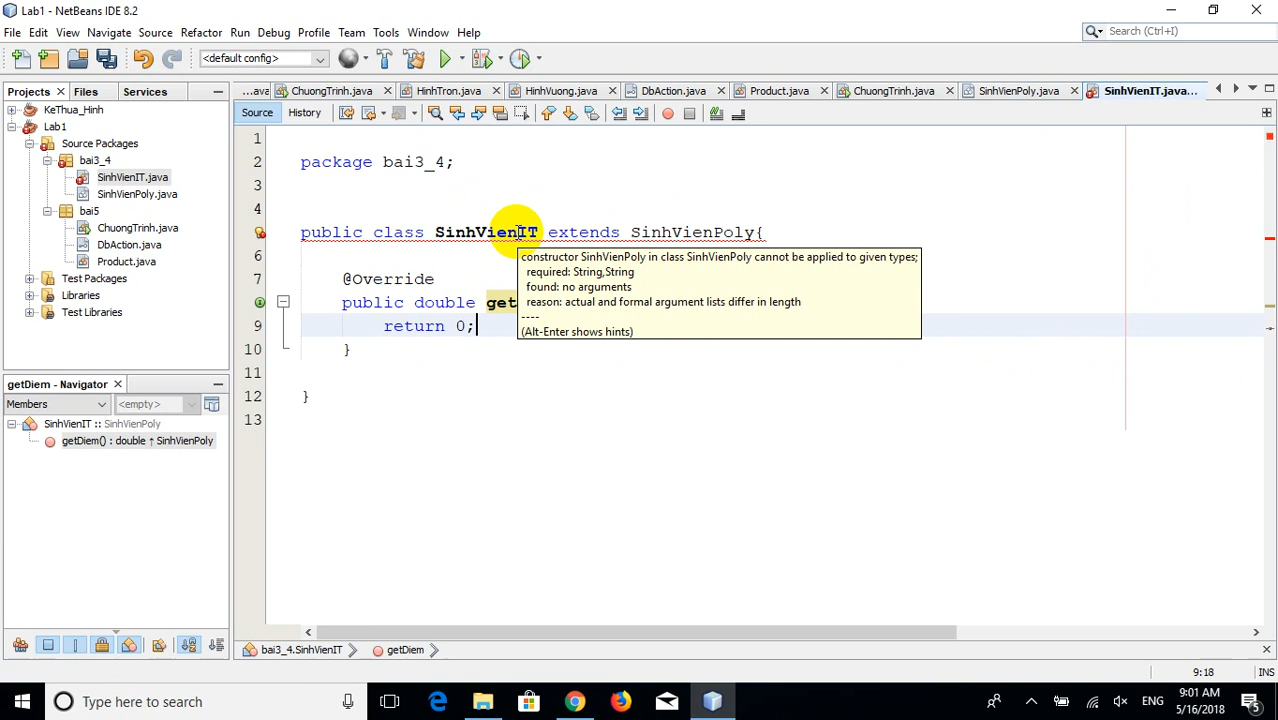 Lab1 - NetBeans IDE 8.2
File Edit View Navigate Source Refactor Run Debug Profile Team Tools Window Help
Search (Ctrl+I)
<default config>
Projects
Files
Services
...ava
ChuongTrinh.java
HinhTron.java
HinhVuong.java
DbAction.java
Product.java
ChuongTrinh.java
SinhVienPoly.java
SinhVienIT.java...
KeThua_Hinh
Lab1
Source Packages
bai3_4
SinhVienIT.java
SinhVienPoly.java
bai5
ChuongTrinh.java
DbAction.java
Product.java
Test Packages
Libraries
Test Libraries
Source
History
1
2 package bai3_4;
3
4
public class SinhVienIT extends SinhVienPoly{
6
@Override
public double get
9 return 0;
10 }
11
12 }
13
constructor SinhVienPoly in class SinhVienPoly cannot be applied to given types;
required: String,String
found: no arguments
reason: actual and formal argument lists differ in length
----
(Alt-Enter shows hints)
getDiem - Navigator
Members
<empty>
SinhVienIT :: SinhVienPoly
getDiem() : double ↑ SinhVienPoly
bai3_4.SinhVienIT
getDiem
9:18
INS
Type here to search
ENG
9:01 AM
5/16/2018
5